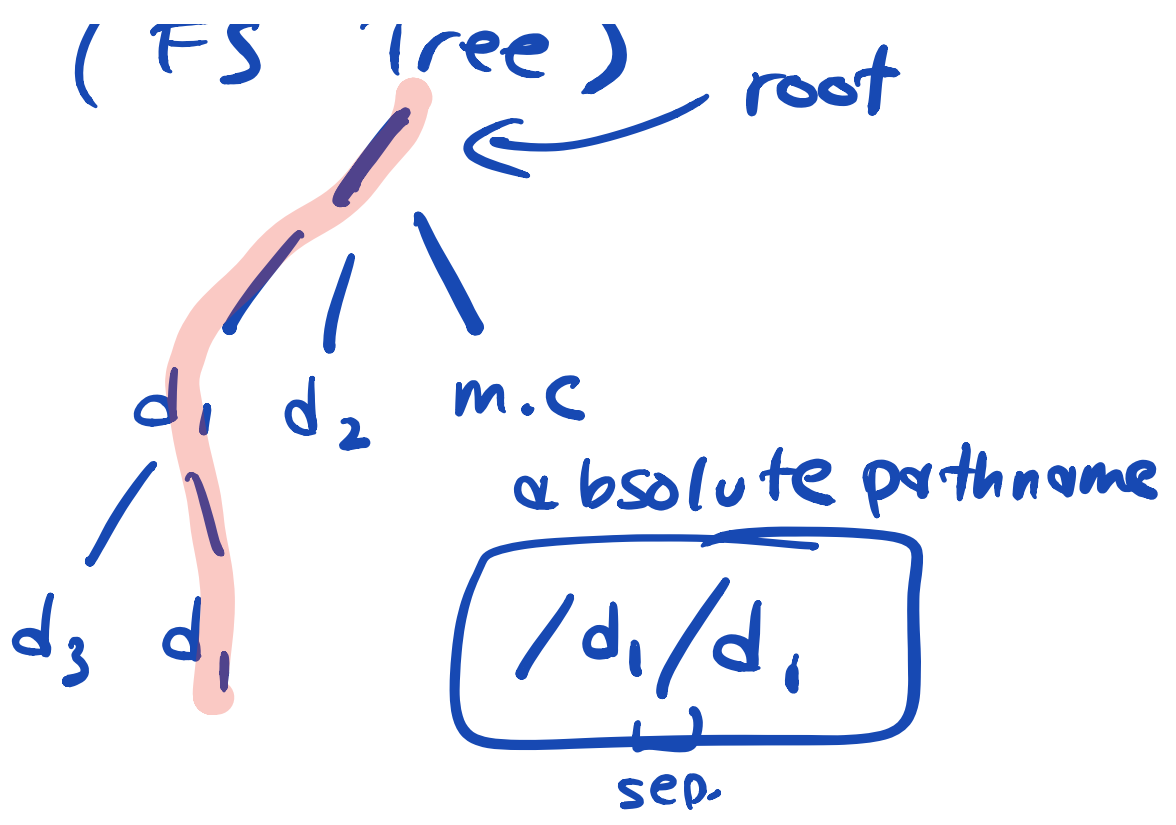 (FS Tree)
root
/
d1 d2 m.c
absolute pathname
d3 d1
/d1/d1
sep.